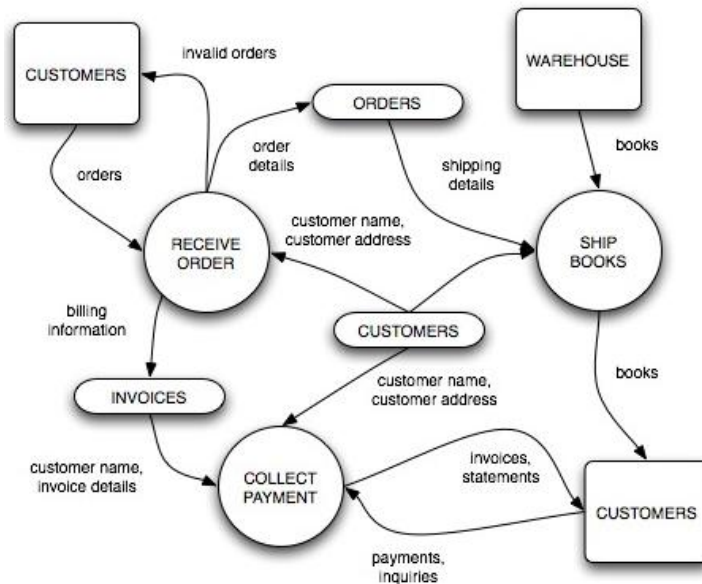 invalid orders
CUSTOMERS
WAREHOUSE
ORDERS
orders
order
details
shipping
details
books
customer name,
customer address
RECEIVE
ORDER
SHIP
BOOKS
billing
information
CUSTOMERS
INVOICES
customer name,
customer address
books
customer name,
invoice details
COLLECT
PAYMENT
invoices,
statements
CUSTOMERS
payments,
inquiries